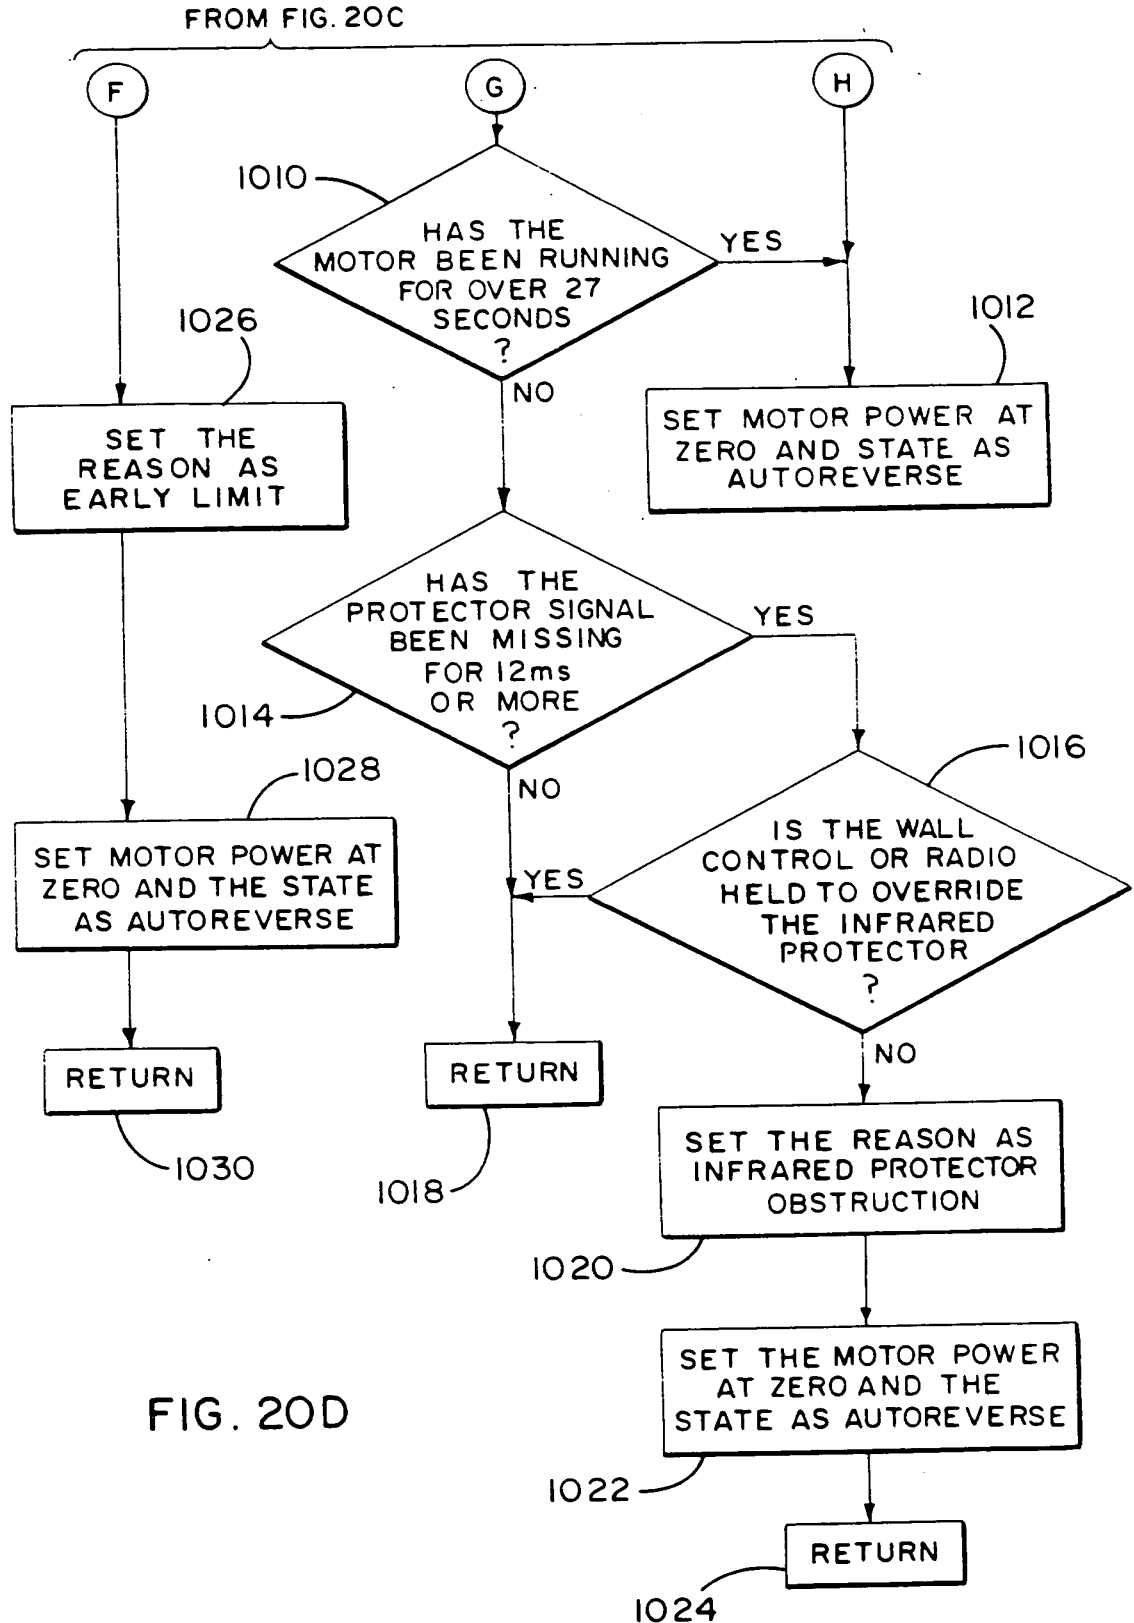 FROM FIG. 20C
F
G
H
1010
HAS THE
MOTOR BEEN RUNNING
FOR OVER 27
SECONDS
?
YES
NO
1012
SET MOTOR POWER AT
ZERO AND STATE AS
AUTOREVERSE
1026
SET THE
REASON AS
EARLY LIMIT
HAS THE
PROTECTOR SIGNAL
BEEN MISSING
FOR 12ms
OR MORE
?
1014
YES
NO
1016
IS THE WALL
CONTROL OR RADIO
HELD TO OVERRIDE
THE INFRARED
PROTECTOR
?
YES
NO
1028
SET MOTOR POWER AT
ZERO AND THE STATE
AS AUTOREVERSE
RETURN
1030
RETURN
1018
SET THE REASON AS
INFRARED PROTECTOR
OBSTRUCTION
1020
SET THE MOTOR POWER
AT ZERO AND THE
STATE AS AUTOREVERSE
1022
RETURN
1024
FIG. 20D